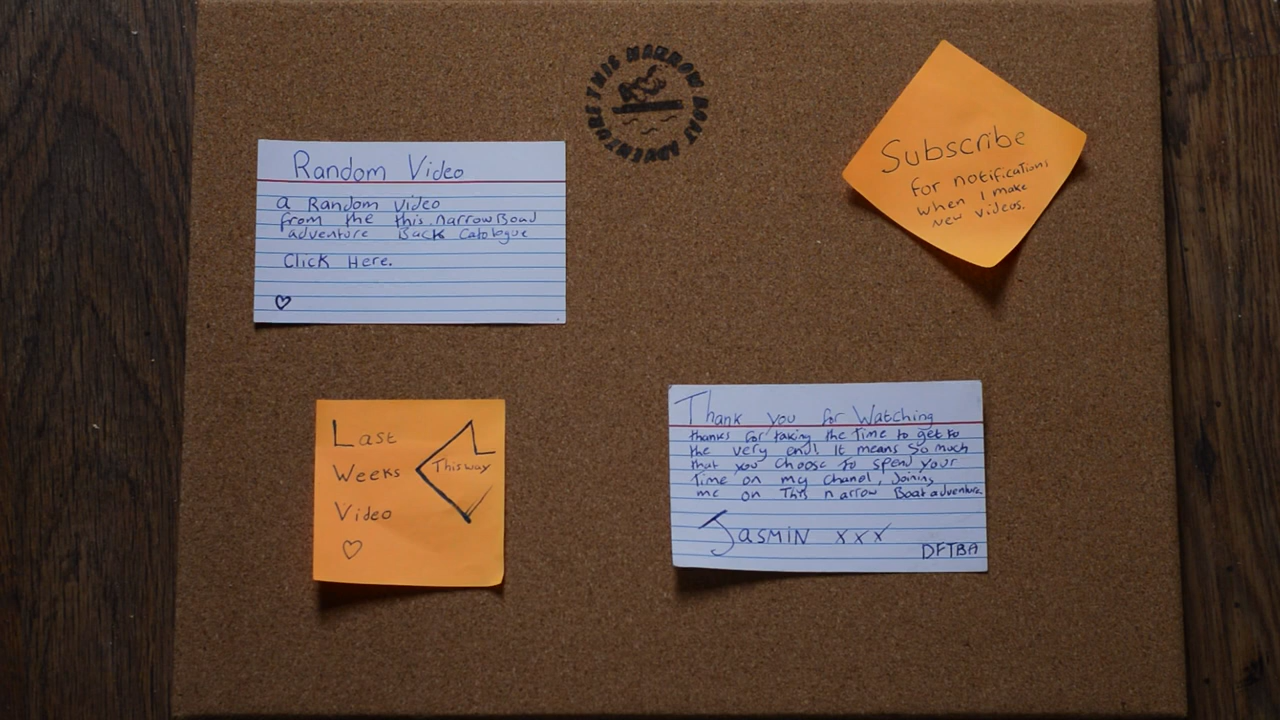 THIS NARROW BOAT ADVENTURE
Random Video
a Random Video
from the this narrow Boad
adventure Back Catologue
Click Here.
♡
Subscribe
for notifications
when I make
new videos.
Last
Weeks
Video
♡
This way
Thank you for Watching
thanks for taking the time to get to
the very end! It means so much
that you choose to spend your
time on my chanel, Joining
me on This narrow Boat adventure
Jasmin xxx
DFTBA